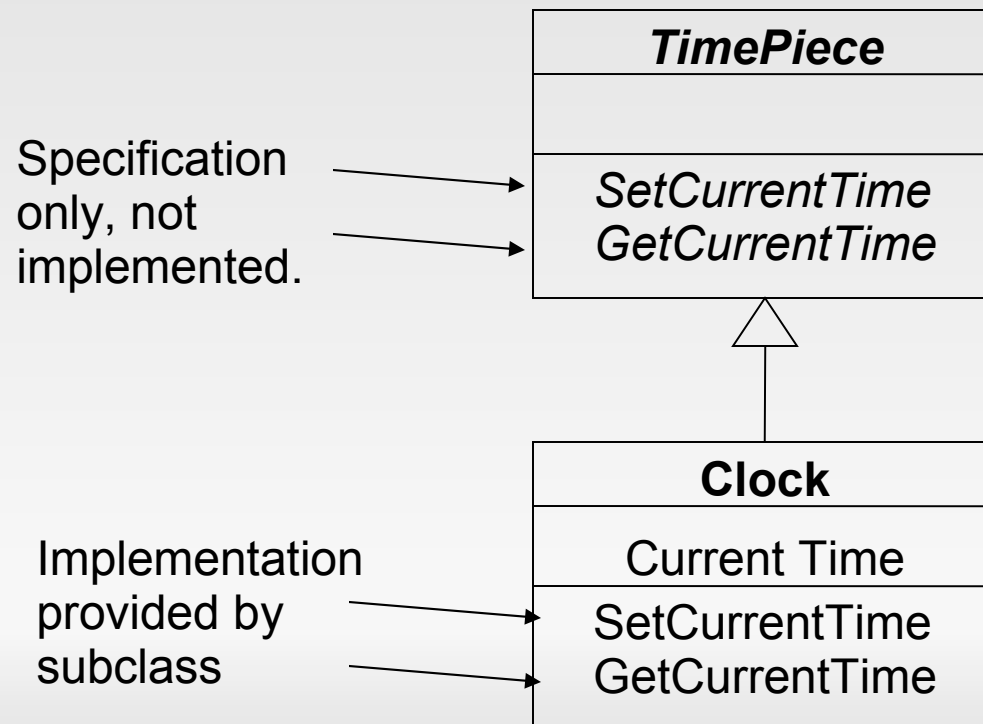 TimePiece
Specification
only, not
implemented.
SetCurrentTime
GetCurrentTime
Clock
Current Time
Implementation
provided by
subclass
SetCurrentTime
GetCurrentTime